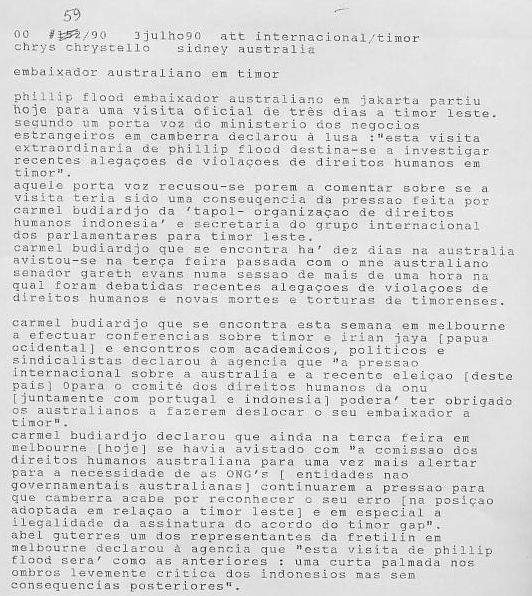 59
00 #152/90 3julho90 att internacional/timor
chrys chrystello sidney australia
embaixador australiano em timor
phillip flood embaixador australiano em jakarta partiu
hoje para uma visita oficial de três dias a timor leste.
segundo um porta voz do ministerio dos negocios
estrangeiros em camberra declarou à lusa :"esta visita
extraordinaria de phillip flood destina-se a investigar
recentes alegaçoes de violaçoes de direitos humanos em
timor".
aquele porta voz recusou-se porem a comentar sobre se a
visita teria sido uma conseuqencia da pressao feita por
carmel budiardjo da 'tapol- organizaçao de direitos
humanos indonesia' e secretaria do grupo internacional
dos parlamentares para timor leste.
carmel budiardjo que se encontra ha' dez dias na australia
avistou-se na terça feira passada com o mne australiano
senador gareth evans numa sessao de mais de uma hora na
qual foram debatidas recentes alegaçoes de violaçoes de
direitos humanos e novas mortes e torturas de timorenses.
carmel budiardjo que se encontra esta semana em melbourne
a efectuar conferencias sobre timor e irian jaya [papua
ocidental] e encontros com academicos, politicos e
sindicalistas declarou à agencia que "a pressao
internacional sobre a australia e a recente eleiçao [deste
pais] 0para o comité dos direitos humanos da onu
[juntamente com portugal e indonesia] podera' ter obrigado
os australianos a fazerem deslocar o seu embaixador a
timor".
carmel budiardjo declarou que ainda na terca feira em
melbourne [hoje] se havia avistado com "a comissao dos
direitos humanos australiana para uma vez mais alertar
para a necessidade de as ONG's [ entidades nao
governamentais australianas] continuarem a pressao para
que camberra acabe por reconhecer o seu erro [na posiçao
adoptada em relaçao a timor leste] e em especial a
ilegalidade da assinatura do acordo do timor gap".
abel guterres um dos representantes da fretilin em
melbourne declarou à agencia que "esta visita de phillip
flood sera' como as anteriores : uma curta palmada nos
ombros levemente critica dos indonesios mas sem
consequencias posteriores".